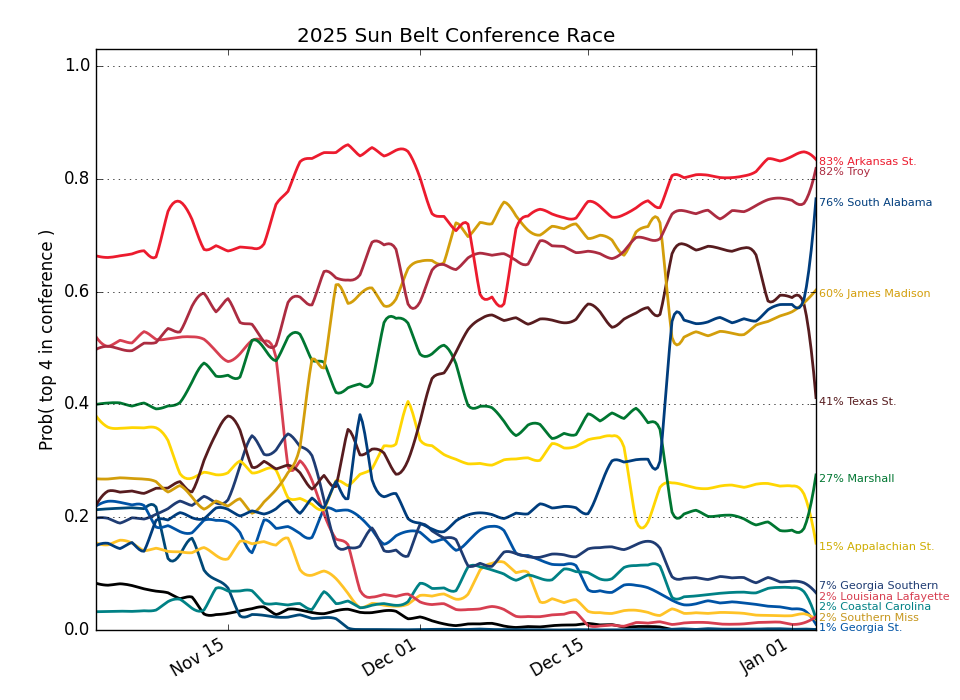 2025 Sun Belt Conference Race
Prob( top 4 in conference )
1.0
0.8
0.6
0.4
0.2
0.0
Nov 15
Dec 01
Dec 15
Jan 01
83% Arkansas St.
82% Troy
76% South Alabama
60% James Madison
41% Texas St.
27% Marshall
15% Appalachian St.
7% Georgia Southern
2% Louisiana Lafayette
2% Coastal Carolina
2% Southern Miss
1% Georgia St.